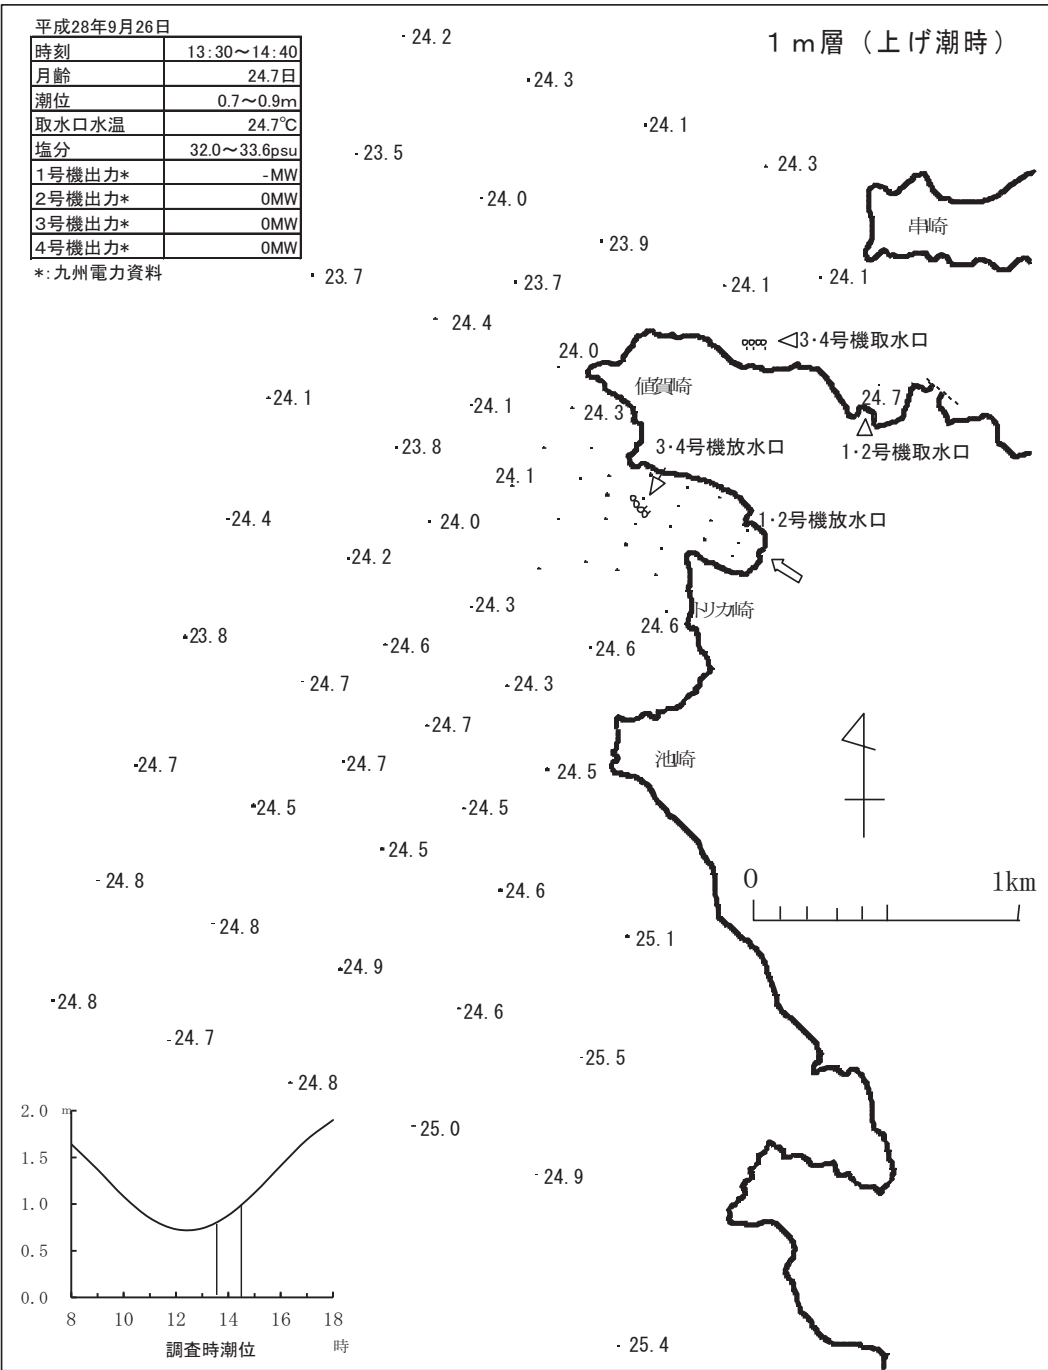 平成28年9月26日
1m層（上げ潮時）
時刻 13:30～14:40
月齢 24.7日
潮位 0.7～0.9m
取水口水温 24.7℃
塩分 32.0～33.6psu
1号機出力* -MW
2号機出力* 0MW
3号機出力* 0MW
4号機出力* 0MW
*:九州電力資料
24.2
24.3
24.1
23.5
24.3
24.0
串崎
23.9
23.7
23.7
24.1
24.1
24.4
3・4号機取水口
24.0
値賀崎
24.1
24.1
24.3
24.7
23.8
3・4号機放水口
1・2号機取水口
24.1
24.4
24.0
1・2号機放水口
24.2
24.3
トリカ崎
24.6
23.8
24.6
24.6
24.7
24.3
24.7
池崎
24.7
24.7
24.5
24.5
24.5
24.5
24.8
24.6
0
1km
24.8
25.1
24.9
24.8
24.6
24.7
25.5
24.8
25.0
24.9
25.4
2.0 m
1.5
1.0
0.5
0.0
8 10 12 14 16 18
時
調査時潮位